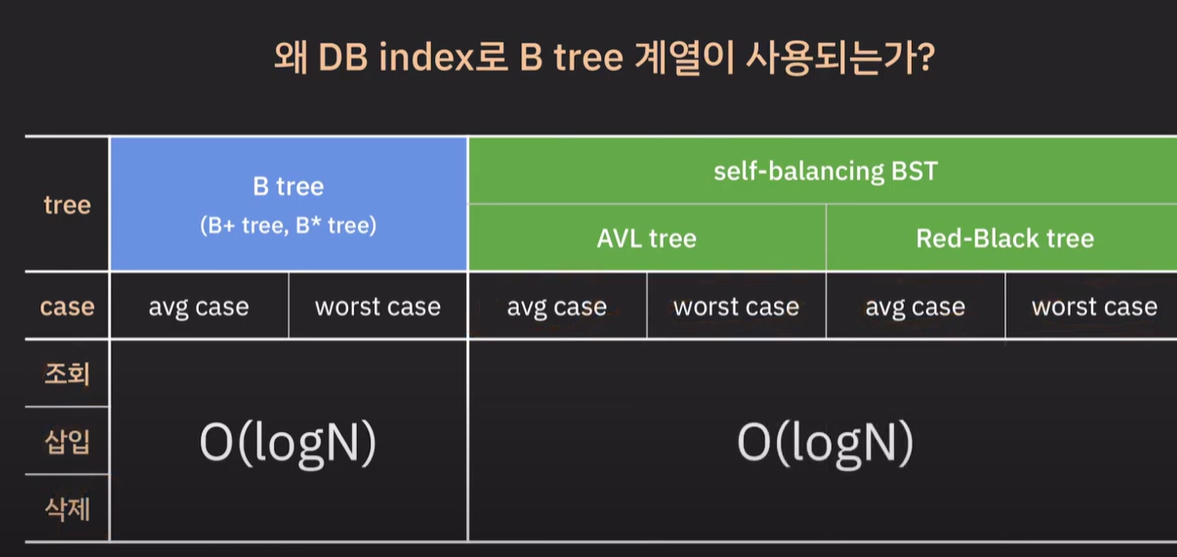 왜 DB index로 B tree 계열이 사용되는가?
tree
B tree
(B+ tree, B* tree)
self-balancing BST
AVL tree
Red-Black tree
case
avg case
worst case
avg case
worst case
avg case
worst case
조회
삽입
삭제
O(logN)
O(logN)